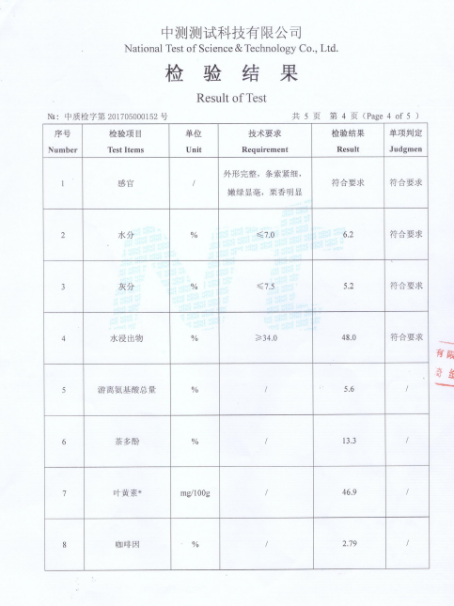 中测测试科技有限公司
National Test of Science & Technology Co., Ltd.
检 验 结 果
Result of Test
№: 中质检字第 201705000152 号 共 5 页 第 4 页(Page 4 of 5 )
序号 检验项目 单位 技术要求 检验结果 单项判定
Number Test Items Unit Requirement Result Judgmen
1 感官 / 外形完整,条索紧细, 符合要求 符合要求
嫩绿显毫,栗香明显
2 水分 % ≤7.0 6.2 符合要求
3 灰分 % ≤7.5 5.2 符合要求
4 水浸出物 % ≥34.0 48.0 符合要求
5 游离氨基酸总量 % / 5.6 /
6 茶多酚 % / 13.3 /
7 叶黄素* mg/100g / 46.9 /
8 咖啡因 % / 2.79 /
有限